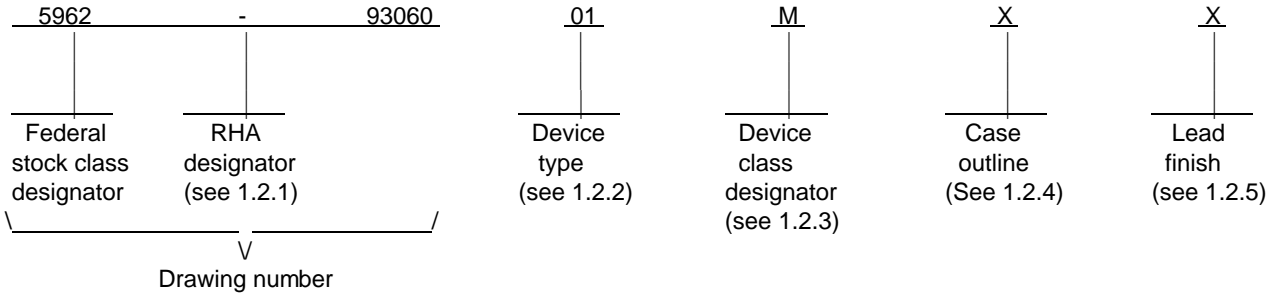 5962 - 93060 01 M X X
Federal stock class designator
RHA designator (see 1.2.1)
Device type (see 1.2.2)
Device class designator (see 1.2.3)
Case outline (See 1.2.4)
Lead finish (see 1.2.5)
\ /
\/
Drawing number